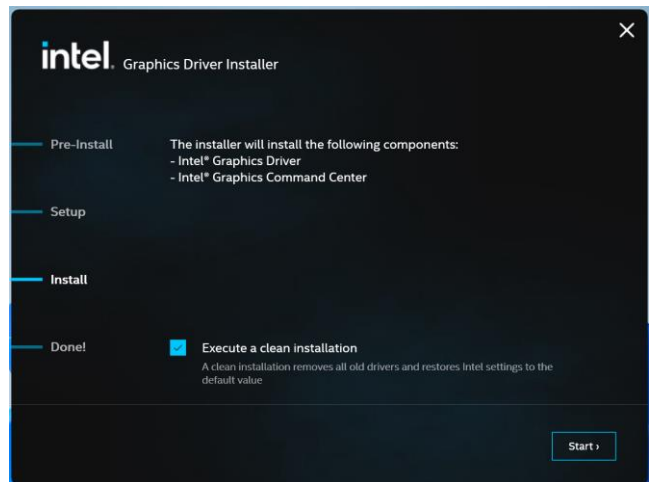 intel. Graphics Driver Installer
Pre-Install
The installer will install the following components:
- Intel® Graphics Driver
- Intel® Graphics Command Center
Setup
Install
Done!
Execute a clean installation
A clean installation removes all old drivers and restores Intel settings to the
default value
Start ›